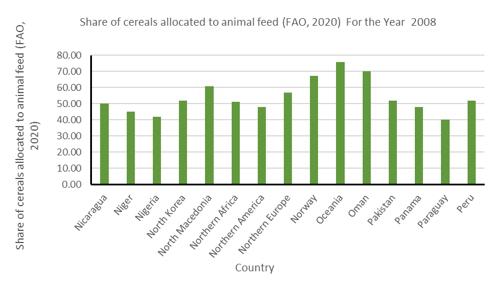 Share of cereals allocated to animal feed (FAO, 2020)  For the Year  2008
Share of cereals allocated to animal feed (FAO,
2020)
80.00
70.00
60.00
50.00
40.00
30.00
20.00
10.00
0.00
Nicaragua
Niger
Nigeria
North Korea
North Macedonia
Northern Africa
Northern America
Northern Europe
Norway
Oceania
Oman
Pakistan
Panama
Paraguay
Peru
Country